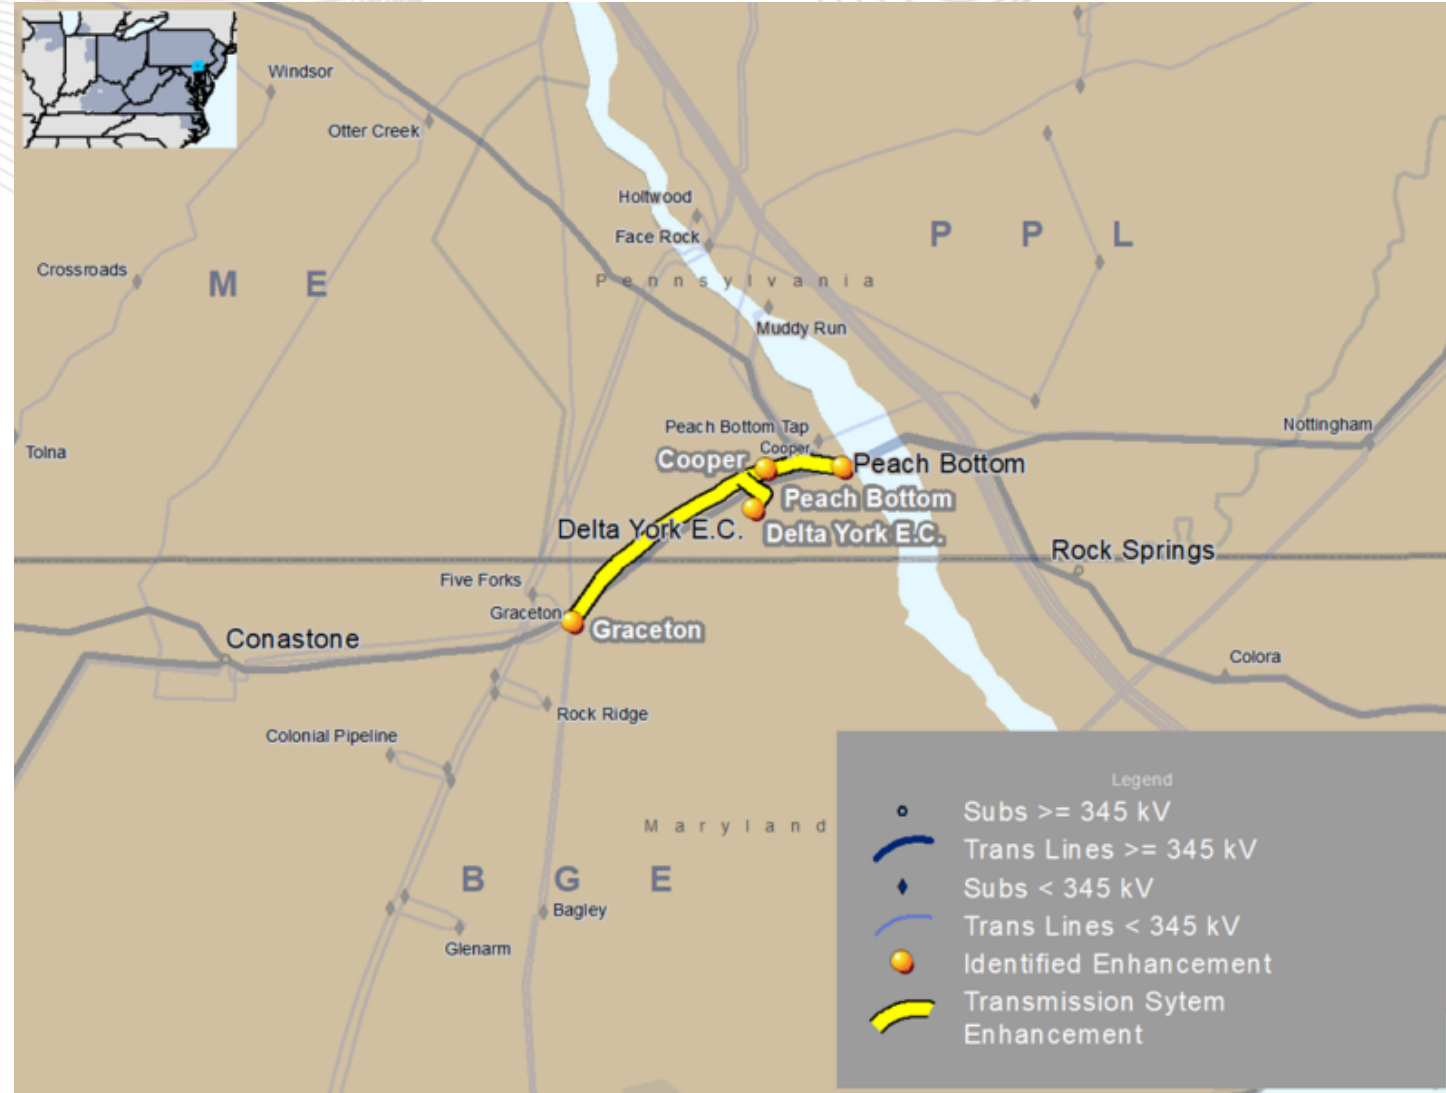 Windsor
Otter Creek
Holtwood
Face Rock
P P L
Crossroads
M E
Pennsylvania
Muddy Run
Peach Bottom Tap
Nottingham
Tolna
Cooper
Cooper
Peach Bottom
Peach Bottom
Delta York E.C.
Delta York E.C.
Rock Springs
Five Forks
Graceton
Graceton
Conastone
Colora
Rock Ridge
Colonial Pipeline
Maryland
B G E
Bagley
Glenarm
Legend
Subs >= 345 kV
Trans Lines >= 345 kV
Subs < 345 kV
Trans Lines < 345 kV
Identified Enhancement
Transmission Sytem
Enhancement